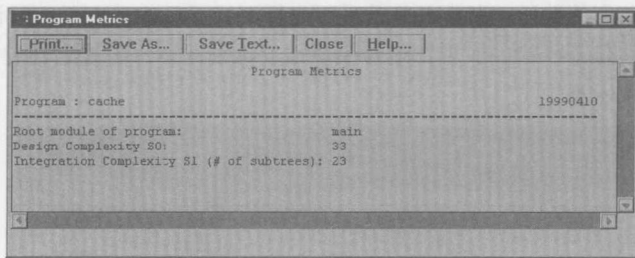 : Program Metrics
Print... Save As... Save Text... Close Help...
Program Metrics
Program : cache 19990410
Root module of program: main
Design Complexity S0: 33
Integration Complexity S1 (# of subtrees): 23